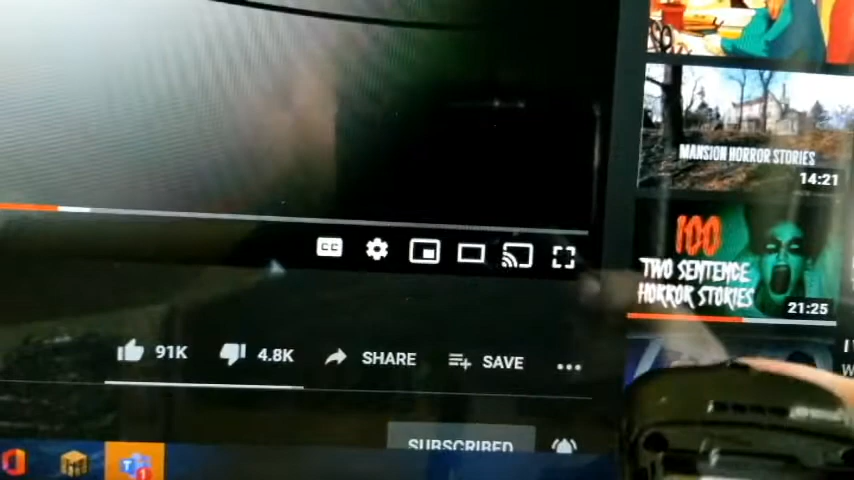 MANSION HORROR STORIES
14:21
100
TWO SENTENCE
HORROR STORIES
21:25
CC
91K
4.8K
SHARE
SAVE
SUBSCRIBED